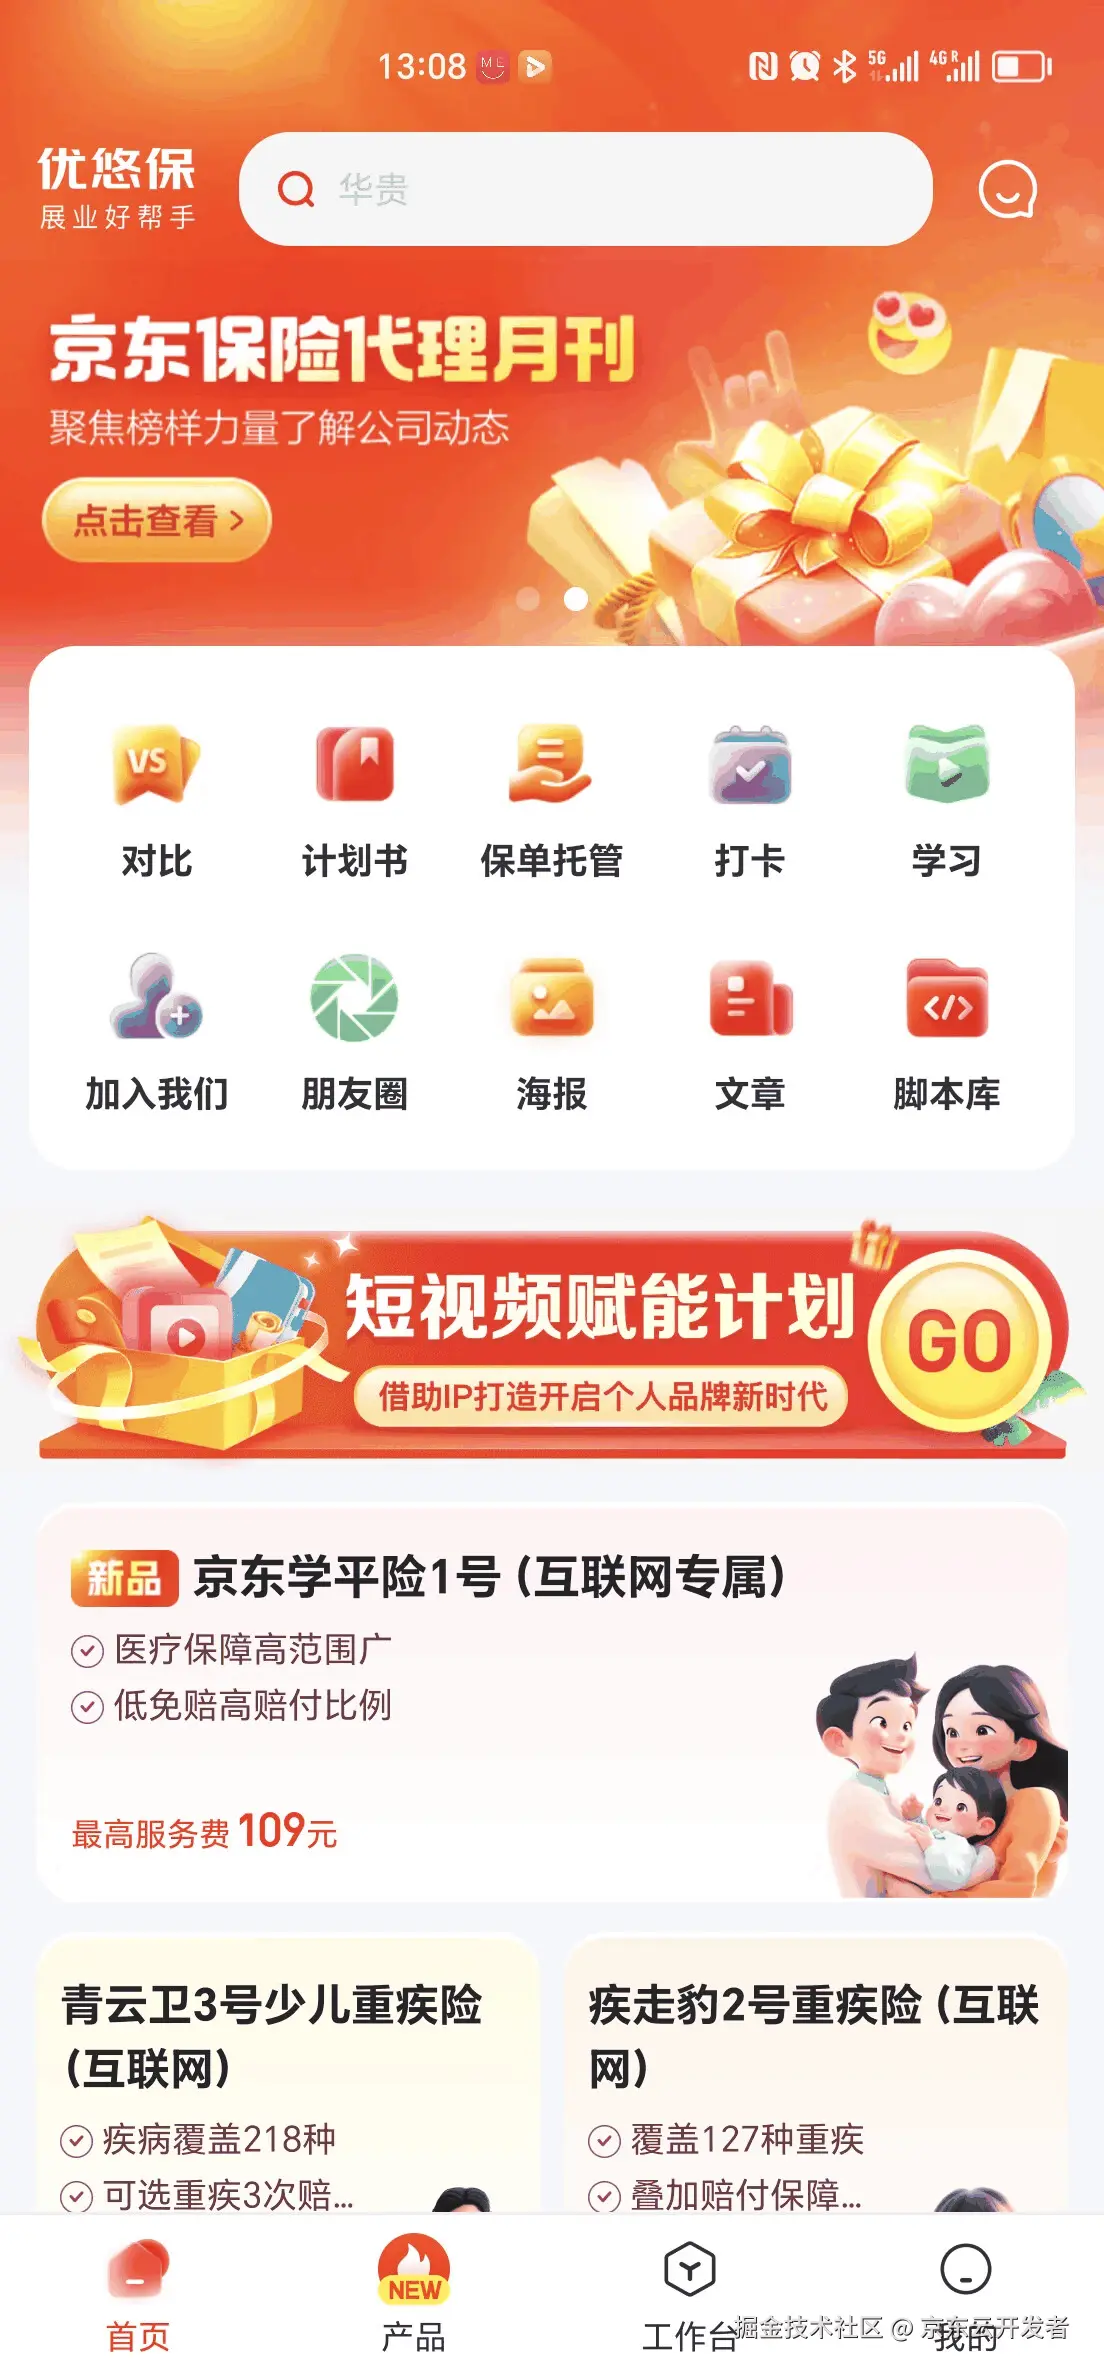 13:08
ME
5G
4G R
优悠保
展业好帮手
华贵
京东保险代理月刊
聚焦榜样力量了解公司动态
点击查看 >
VS
对比
计划书
保单托管
打卡
学习
</>
加入我们
朋友圈
海报
文章
脚本库
短视频赋能计划
GO
借助IP打造开启个人品牌新时代
新品 京东学平险1号 (互联网专属)
医疗保障高范围广
低免赔高赔付比例
最高服务费 109元
青云卫3号少儿重疾险
(互联网)
疾病覆盖218种
可选重疾3次赔...
疾走豹2号重疾险 (互联
网)
覆盖127种重疾
叠加赔付保障...
NEW
首页
产品
工作台
我的
掘金技术社区 @ 京东云开发者